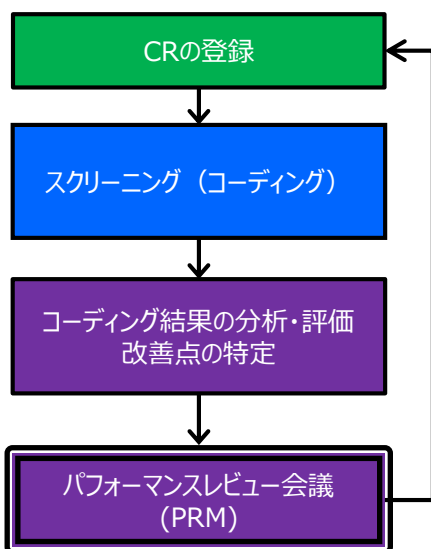 CRの登録
スクリーニング（コーディング）
コーディング結果の分析・評価
改善点の特定
パフォーマンスレビュー会議
(PRM)